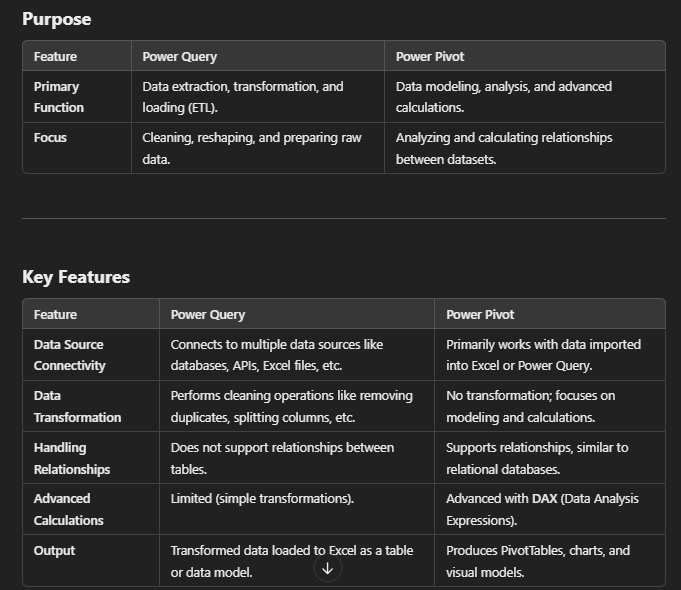 Purpose
Feature Power Query Power Pivot
Primary Data extraction, transformation, and Data modeling, analysis, and advanced
Function loading (ETL). calculations.
Focus Cleaning, reshaping, and preparing raw Analyzing and calculating relationships
data. between datasets.
Key Features
Feature Power Query Power Pivot
Data Source Connects to multiple data sources like Primarily works with data imported
Connectivity databases, APIs, Excel files, etc. into Excel or Power Query.
Data Performs cleaning operations like removing No transformation; focuses on
Transformation duplicates, splitting columns, etc. modeling and calculations.
Handling Does not support relationships between Supports relationships, similar to
Relationships tables. relational databases.
Advanced Limited (simple transformations). Advanced with DAX (Data Analysis
Calculations Expressions).
Output Transformed data loaded to Excel as a table Produces PivotTables, charts, and
or data model. visual models.